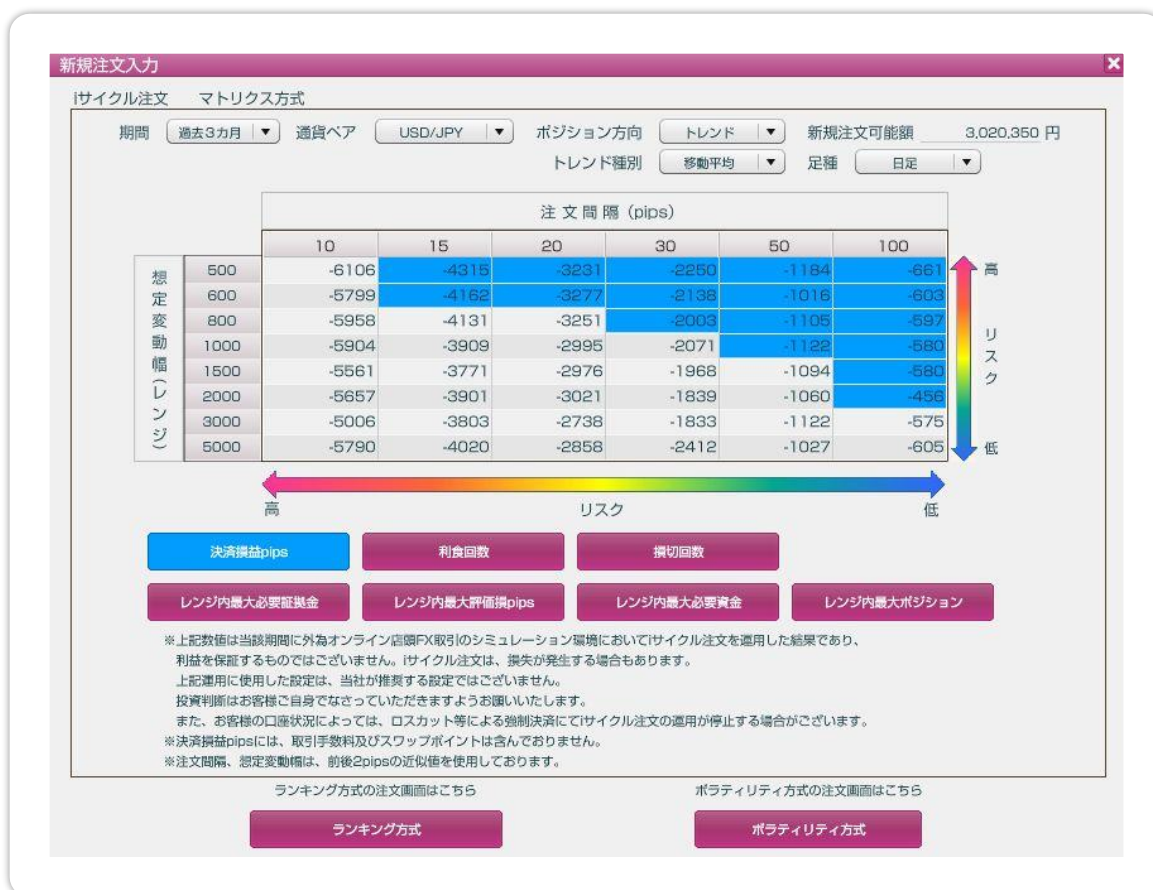 新規注文入力
iサイクル注文 マトリクス方式
期間 過去3カ月 ▼ 通貨ペア USD/JPY ▼ ポジション方向 トレンド ▼ 新規注文可能額 3,020,350 円
トレンド種別 移動平均 ▼ 足種 日足 ▼
注文間隔 (pips)
10 15 20 30 50 100
想定変動幅(レンジ)
500 -6106 -4315 -3231 -2250 -1184 -661
600 -5799 -4162 -3277 -2138 -1016 -603
800 -5958 -4131 -3251 -2003 -1105 -597
1000 -5904 -3909 -2995 -2071 -1122 -580
1500 -5561 -3771 -2976 -1968 -1094 -580
2000 -5657 -3901 -3021 -1839 -1060 -456
3000 -5006 -3803 -2738 -1833 -1122 -575
5000 -5790 -4020 -2858 -2412 -1027 -605
高
リスク
低
高 リスク 低
決済損益pips 利食回数 損切回数
レンジ内最大必要証拠金 レンジ内最大評価損pips レンジ内最大必要資金 レンジ内最大ポジション
※上記数値は当該期間に外為オンライン店頭FX取引のシミュレーション環境においてiサイクル注文を運用した結果であり、
利益を保証するものではございません。iサイクル注文は、損失が発生する場合もあります。
上記運用に使用した設定は、当社が推奨する設定ではございません。
投資判断はお客様ご自身でなさっていただきますようお願いいたします。
また、お客様の口座状況によっては、ロスカット等による強制決済にてiサイクル注文の運用が停止する場合がございます。
※決済損益pipsには、取引手数料及びスワップポイントは含んでおりません。
※注文間隔、想定変動幅は、前後2pipsの近似値を使用しております。
ランキング方式の注文画面はこちら ボラティリティ方式の注文画面はこちら
ランキング方式 ボラティリティ方式